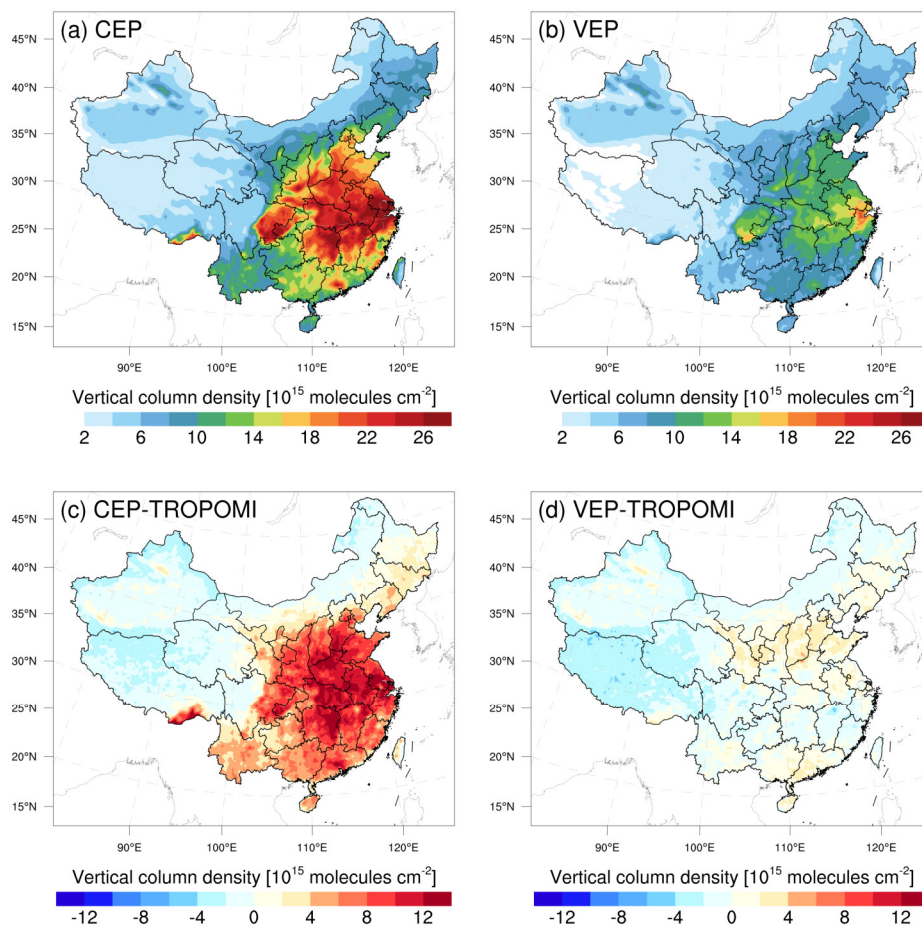 (a) CEP
45°N
40°N
35°N
30°N
25°N
20°N
15°N
90°E 100°E 110°E 120°E
Vertical column density [10¹⁵ molecules cm⁻²]
2 6 10 14 18 22 26
(b) VEP
45°N
40°N
35°N
30°N
25°N
20°N
15°N
90°E 100°E 110°E 120°E
Vertical column density [10¹⁵ molecules cm⁻²]
2 6 10 14 18 22 26
(c) CEP-TROPOMI
45°N
40°N
35°N
30°N
25°N
20°N
15°N
90°E 100°E 110°E 120°E
Vertical column density [10¹⁵ molecules cm⁻²]
-12 -8 -4 0 4 8 12
(d) VEP-TROPOMI
45°N
40°N
35°N
30°N
25°N
20°N
15°N
90°E 100°E 110°E 120°E
Vertical column density [10¹⁵ molecules cm⁻²]
-12 -8 -4 0 4 8 12